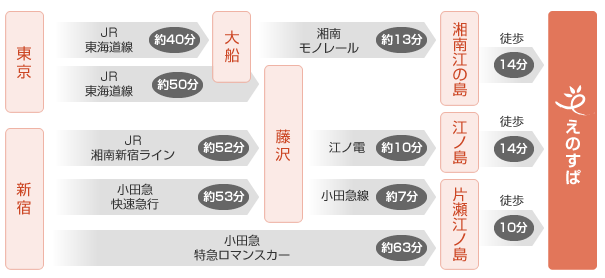 東京
JR
東海道線
約40分
大船
湘南
モノレール
約13分
湘南江の島
徒歩
14分
JR
東海道線
約50分
藤沢
新宿
JR
湘南新宿ライン
約52分
江ノ電
約10分
江ノ島
徒歩
14分
小田急
快速急行
約53分
小田急線
約7分
片瀬江ノ島
徒歩
10分
小田急
特急ロマンスカー
約63分
えのすぱ